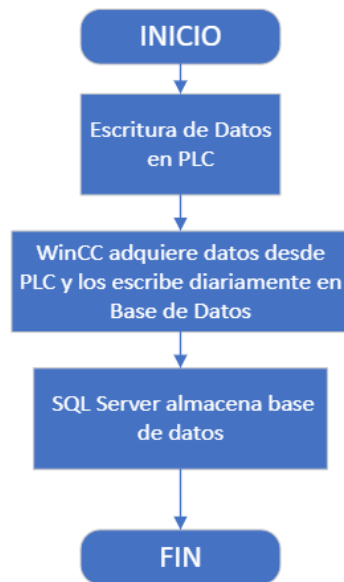 INICIO
Escritura de Datos
en PLC
WinCC adquiere datos desde
PLC y los escribe diariamente en
Base de Datos
SQL Server almacena base
de datos
FIN